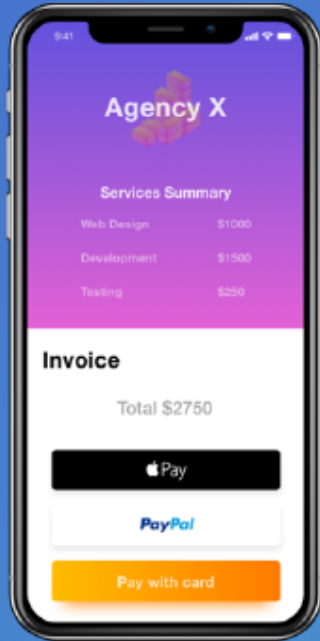 9:41
Agency X
Services Summary
Web Design $1000
Development $1500
Testing $250
Invoice
Total $2750
Pay
PayPal
Pay with card